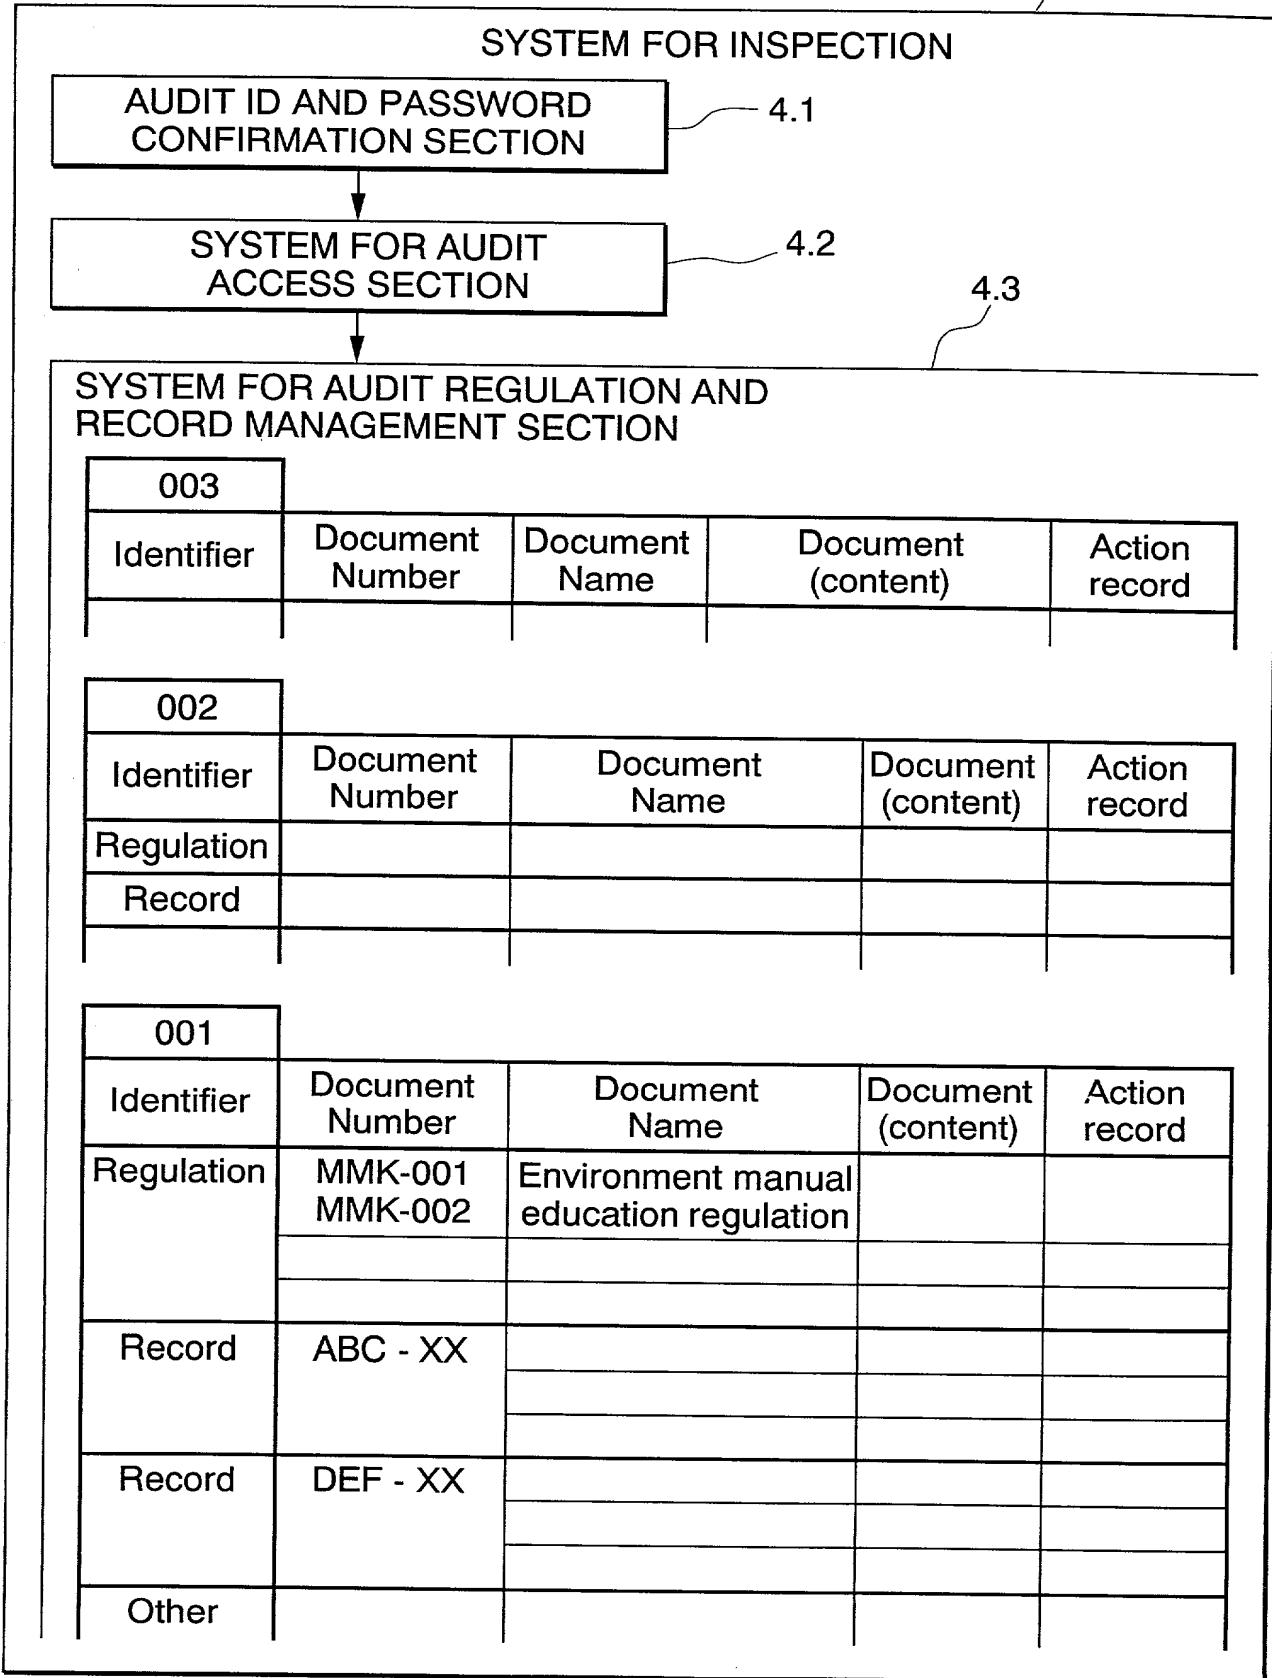 SYSTEM FOR INSPECTION
AUDIT ID AND PASSWORD
CONFIRMATION SECTION
4.1
SYSTEM FOR AUDIT
ACCESS SECTION
4.2
4.3
SYSTEM FOR AUDIT REGULATION AND
RECORD MANAGEMENT SECTION
003
Identifier
Document
Number
Document
Name
Document
(content)
Action
record
002
Identifier
Document
Number
Document
Name
Document
(content)
Action
record
Regulation
Record
001
Identifier
Document
Number
Document
Name
Document
(content)
Action
record
Regulation
MMK-001
MMK-002
Environment manual
education regulation
Record
ABC - XX
Record
DEF - XX
Other